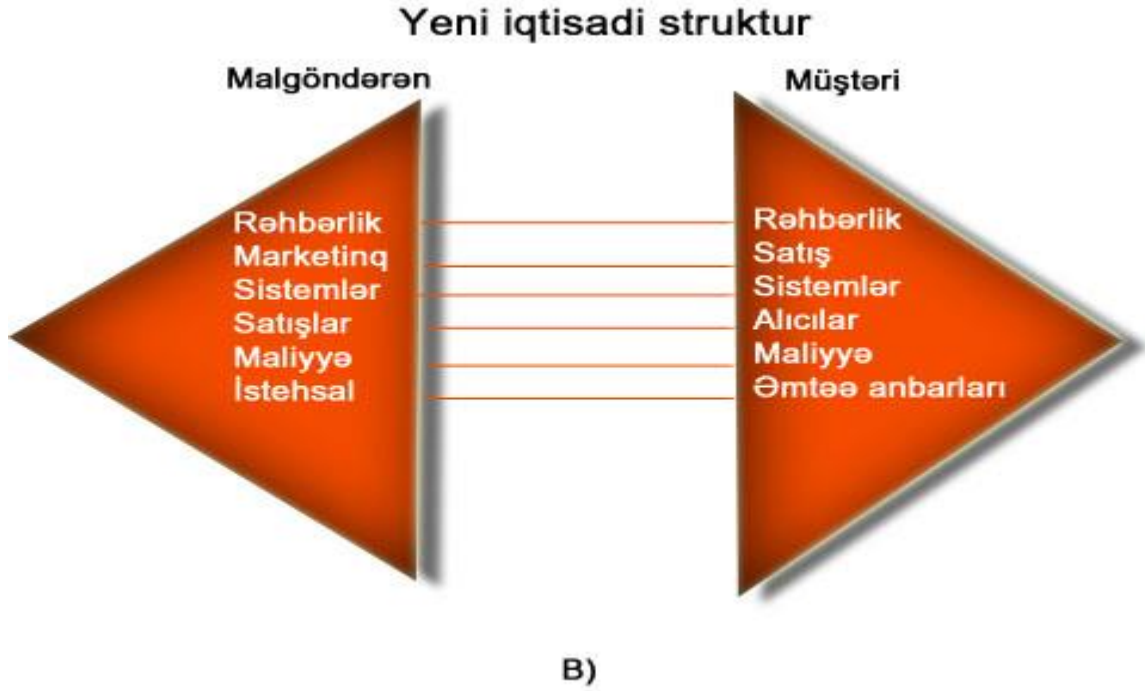 Yeni iqtisadi struktur
Malgöndərən
Müştəri
Rəhbərlik
Marketinq
Sistemlər
Satışlar
Maliyyə
İstehsal
Rəhbərlik
Satış
Sistemlər
Alıcılar
Maliyyə
Əmtəə anbarları
B)